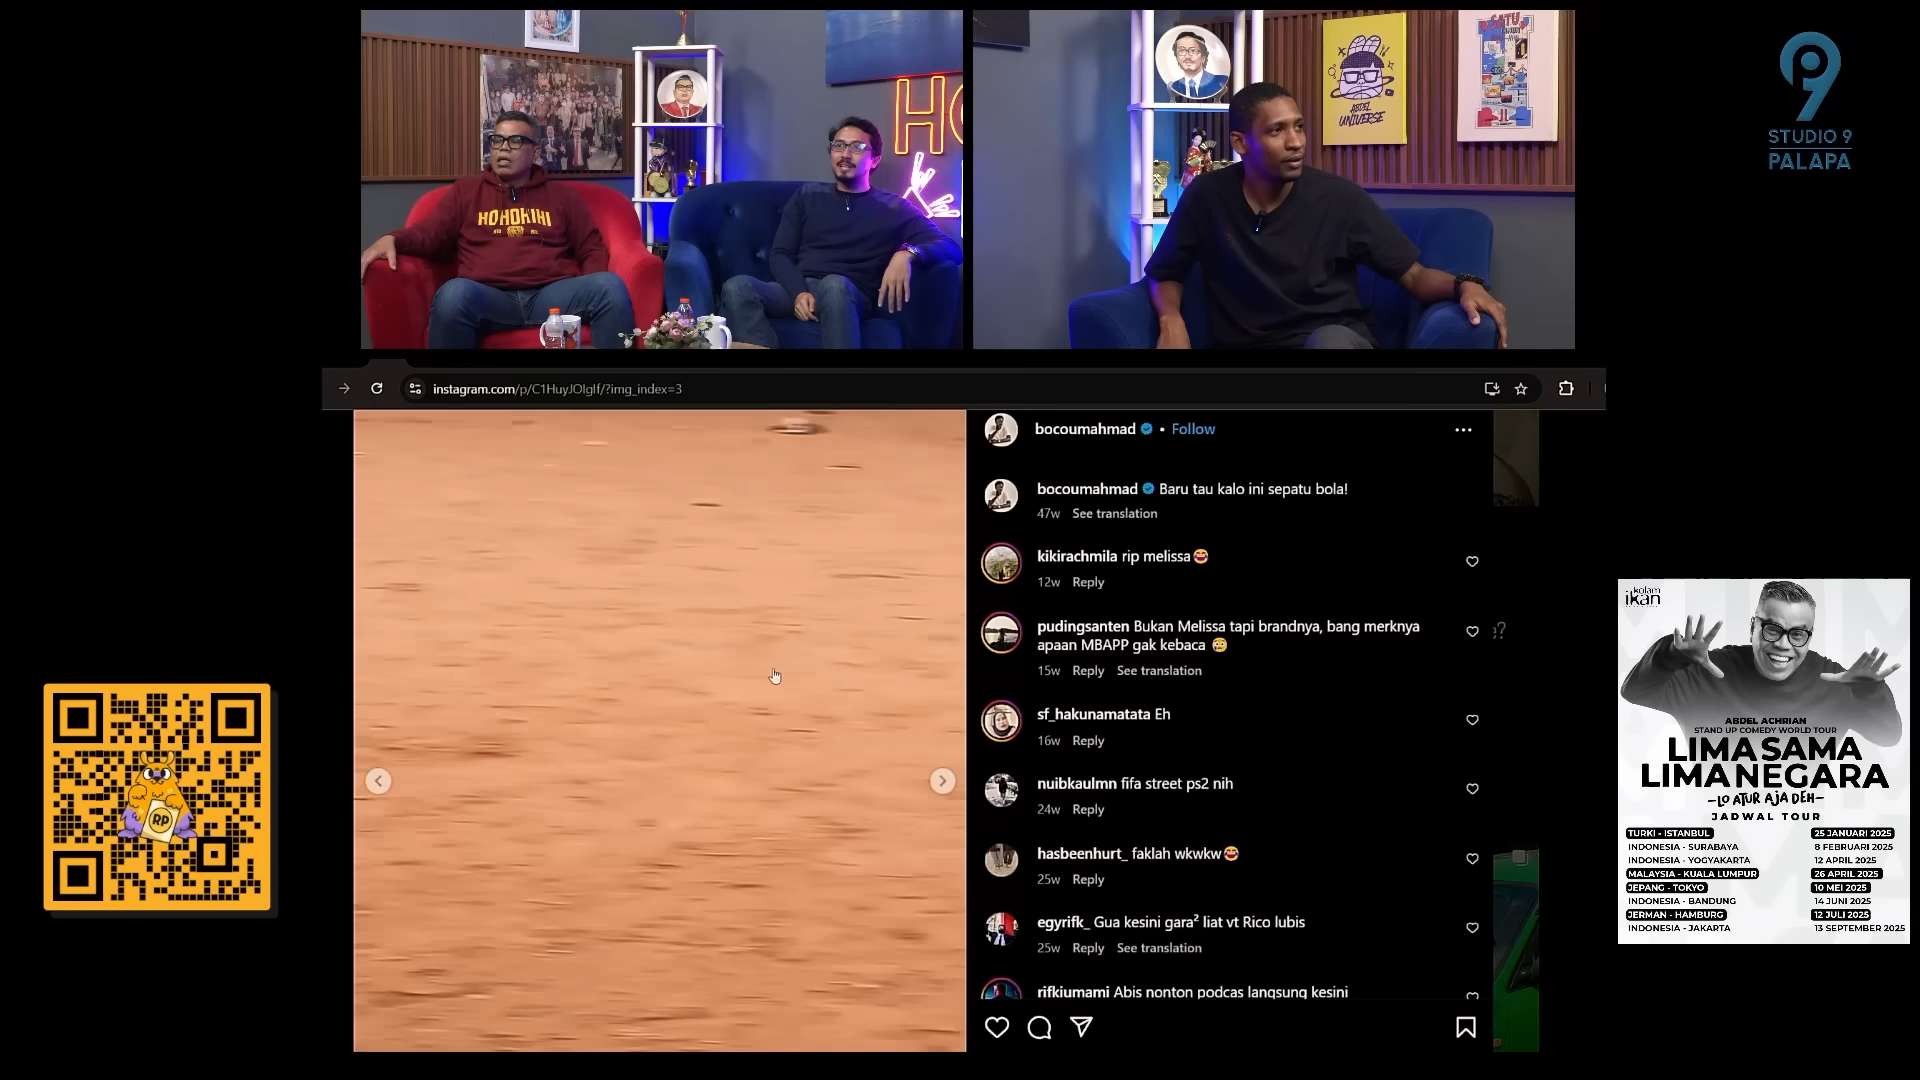 HOHOKINI
HO
ABDEL
UNIVERSE
SATU
STUDIO 9
PALAPA
instagram.com/p/C1HuyJOIgIf/?img_index=3
bocoumahmad • Follow
bocoumahmad Baru tau kalo ini sepatu bola!
47w See translation
kikirachmila rip melissa😂
12w Reply
pudingsanten Bukan Melissa tapi brandnya, bang merknya
apaan MBAPP gak kebaca 😢
15w Reply See translation
sf_hakunamatata Eh
16w Reply
nuibkaulmn fifa street ps2 nih
24w Reply
hasbeenhurt_ faklah wkwkw😂
25w Reply
egyrifk_ Gua kesini gara² liat vt Rico lubis
25w Reply See translation
rifkiumami Abis nonton podcas langsung kesini
?
RP
kolam
ikan
ABDEL ACHRIAN
STAND UP COMEDY WORLD TOUR
LIMA SAMA
LIMA NEGARA
-LO ATUR AJA DEH-
JADWAL TOUR
TURKI - ISTANBUL 25 JANUARI 2025
INDONESIA - SURABAYA 8 FEBRUARI 2025
INDONESIA - YOGYAKARTA 12 APRIL 2025
MALAYSIA - KUALA LUMPUR 26 APRIL 2025
JEPANG - TOKYO 10 MEI 2025
INDONESIA - BANDUNG 14 JUNI 2025
JERMAN - HAMBURG 12 JULI 2025
INDONESIA - JAKARTA 13 SEPTEMBER 2025